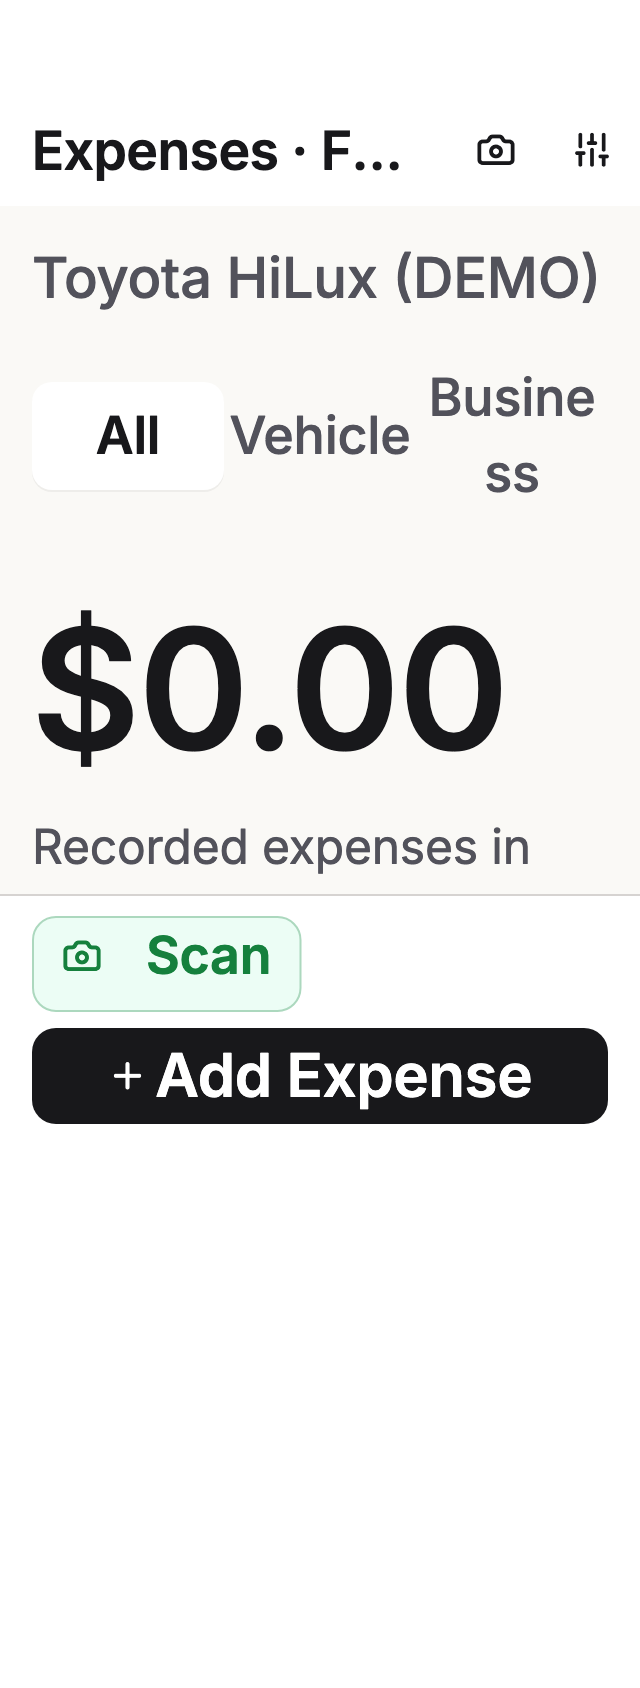 Expenses · F...
Toyota HiLux (DEMO)
All
Vehicle
Busine
ss
$0.00
Recorded expenses in
Scan
+ Add Expense